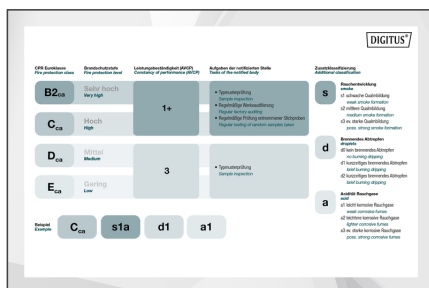 DIGITUS®
CPR Euroklasse
Fire protection class
Brandschutzstufe
Fire protection level
Leistungsbeständigkeit (AVCP)
Constancy of performance (AVCP)
Aufgaben der notifizierten Stelle
Tasks of the notified body
Zusatzklassifizierung
Additional classification
B2ca
Sehr hoch
Very high
Cca
Hoch
High
1+
• Typenprüfung
Sample inspection
• Regelmäßige Werksauditierung
Regular factory auditing
• Regelmäßige Prüfung entnommener Stichproben
Regular testing of random samples taken
Dca
Mittel
Medium
Eca
Gering
Low
3
• Typenprüfung
Sample inspection
s
Rauchentwicklung
smoke
s1 schwache Qualmbildung
weak smoke formation
s2 mittlere Qualmbildung
medium smoke formation
s3 ev. starke Qualmbildung
poss. strong smoke formation
d
Brennendes Abtropfen
droplets
d0 kein brennendes Abtropfen
no burning dripping
d1 kurzzeitiges brennendes Abtropfen
brief burning dripping
d2 kurzzeitiges brennendes Abtropfen
brief burning dripping
a
Acidität Rauchgase
acid
a1 leicht korrosive Rauchgase
weak corrosive fumes
a2 leichtere korrosive Rauchgase
lighter corrosive fumes
a3 ev. starke korrosive Rauchgase
poss. strong corrosive fumes
Beispiel
Example
Cca
s1a
d1
a1